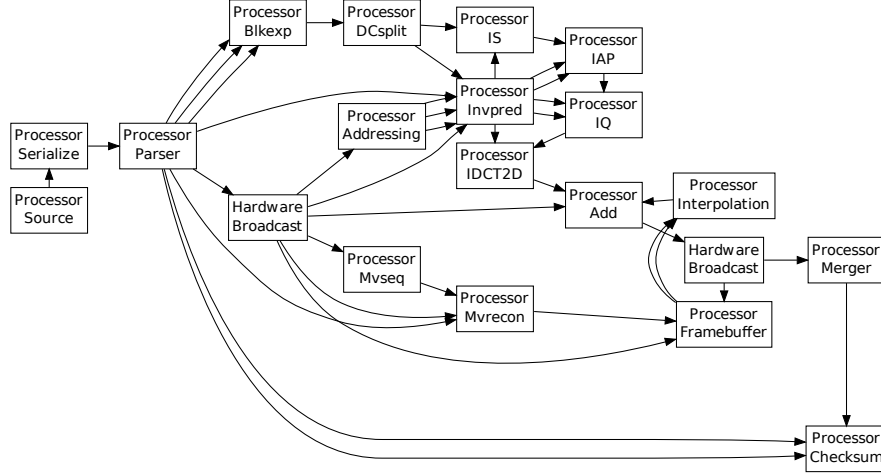 Processor
Blkexp
Processor
DCsplit
Processor
IS
Processor
IAP
Processor
Invpred
Processor
IQ
Processor
Addressing
Processor
Serialize
Processor
Parser
Processor
IDCT2D
Processor
Source
Hardware
Broadcast
Processor
Add
Processor
Interpolation
Processor
Mvseq
Hardware
Broadcast
Processor
Merger
Processor
Mvrecon
Processor
Framebuffer
Processor
Checksum